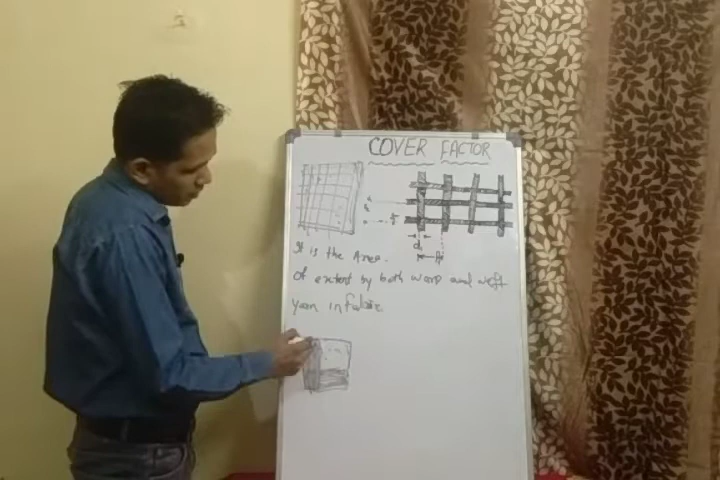 COVER FACTOR
d
It is the Area.
Of extent by both warp and weft
yarn in Fabric